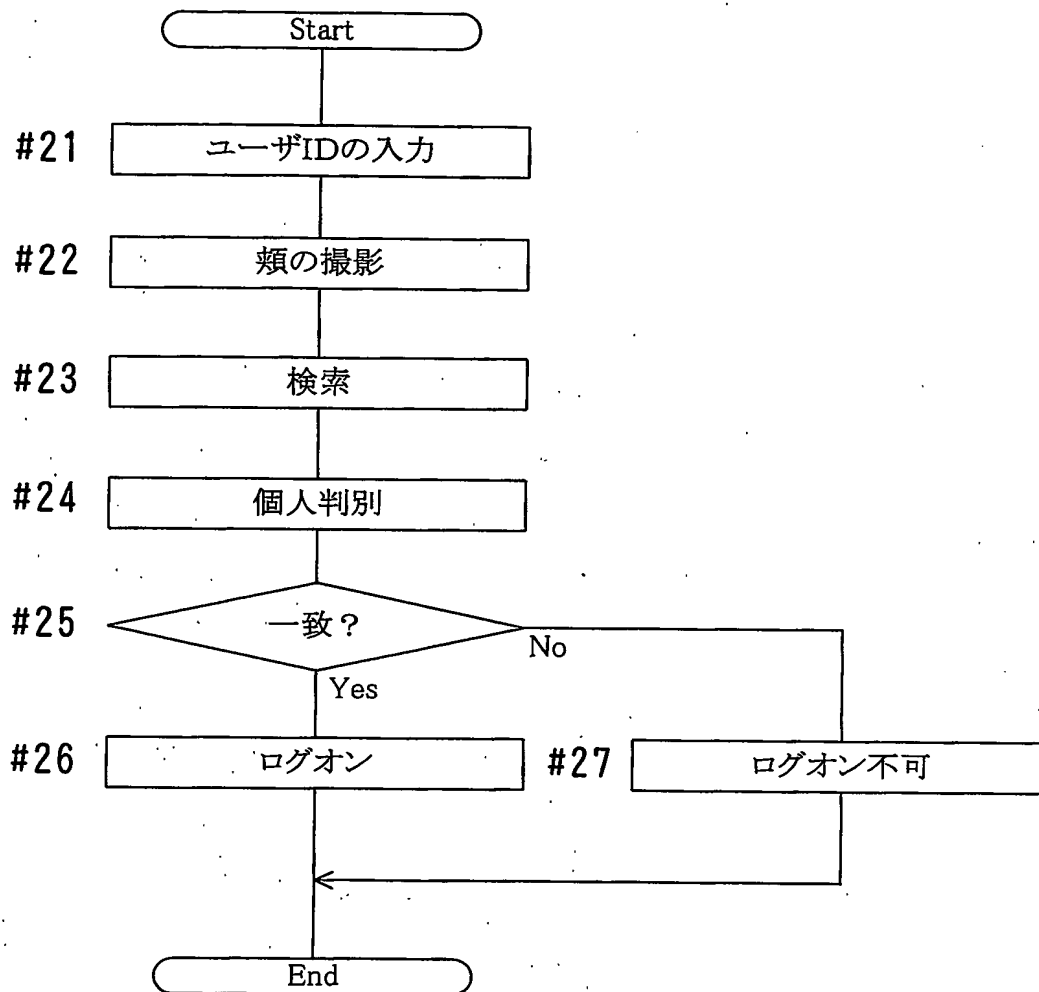 Start
#21 ユーザIDの入力
#22 頬の撮影
#23 検索
#24 個人判別
#25 一致?
No
Yes
#26 ログオン #27 ログオン不可
End